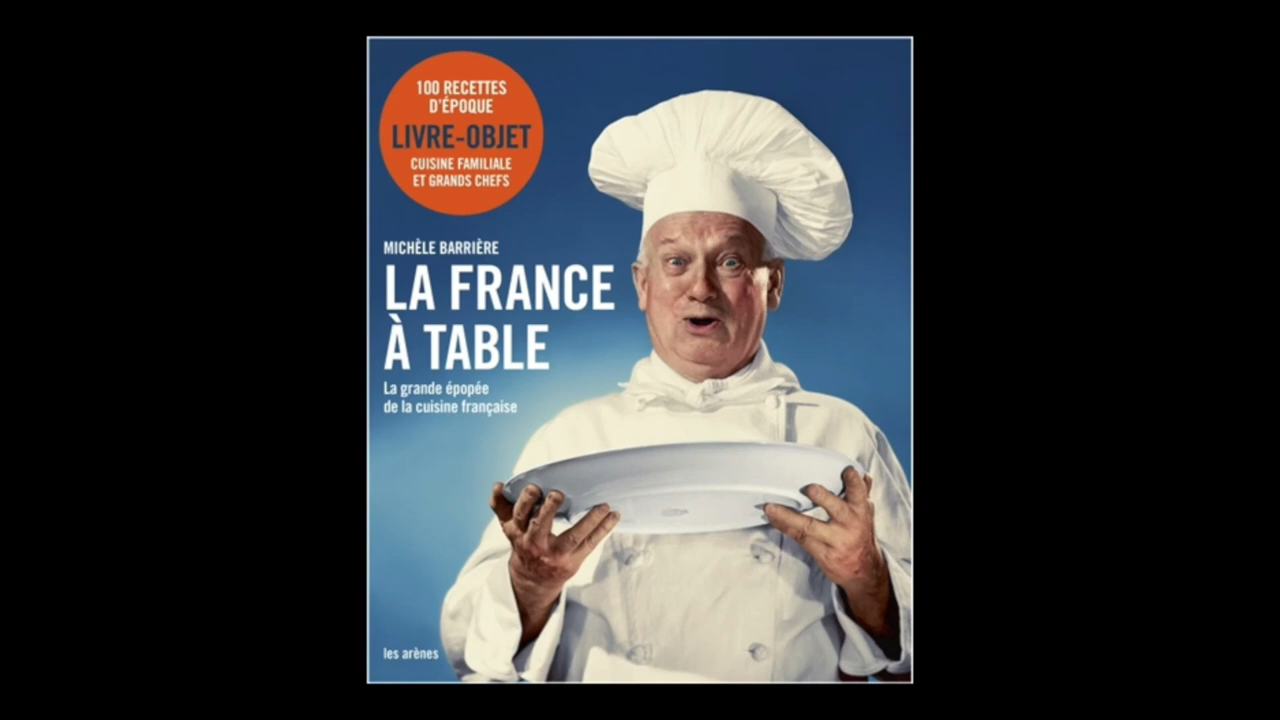 100 RECETTES
D'ÉPOQUE
LIVRE-OBJET
CUISINE FAMILIALE
ET GRANDS CHEFS
MICHÈLE BARRIÈRE
LA FRANCE
À TABLE
La grande épopée
de la cuisine française
les arènes